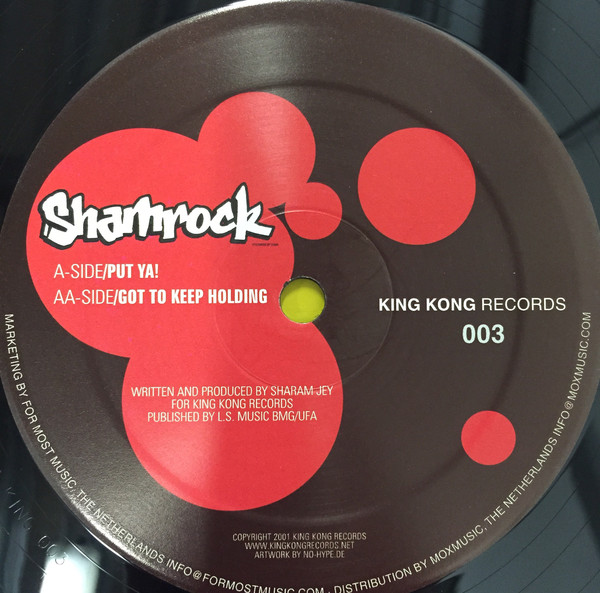 Shamrock
A-SIDE/PUT YA!
AA-SIDE/GOT TO KEEP HOLDING
KING KONG RECORDS
003
WRITTEN AND PRODUCED BY SHARAM JEY
FOR KING KONG RECORDS
PUBLISHED BY L.S. MUSIC BMG/UFA
COPYRIGHT 2001 KING KONG RECORDS
WWW.KINGKONGRECORDS.NET
ARTWORK BY NO-HYPE.DE
MARKETING BY FOR MOST MUSIC, THE NETHERLANDS INFO@FORMOSTMUSIC.COM · DISTRIBUTION BY MOXMUSIC, THE NETHERLANDS INFO@MOXMUSIC.COM
KING 003